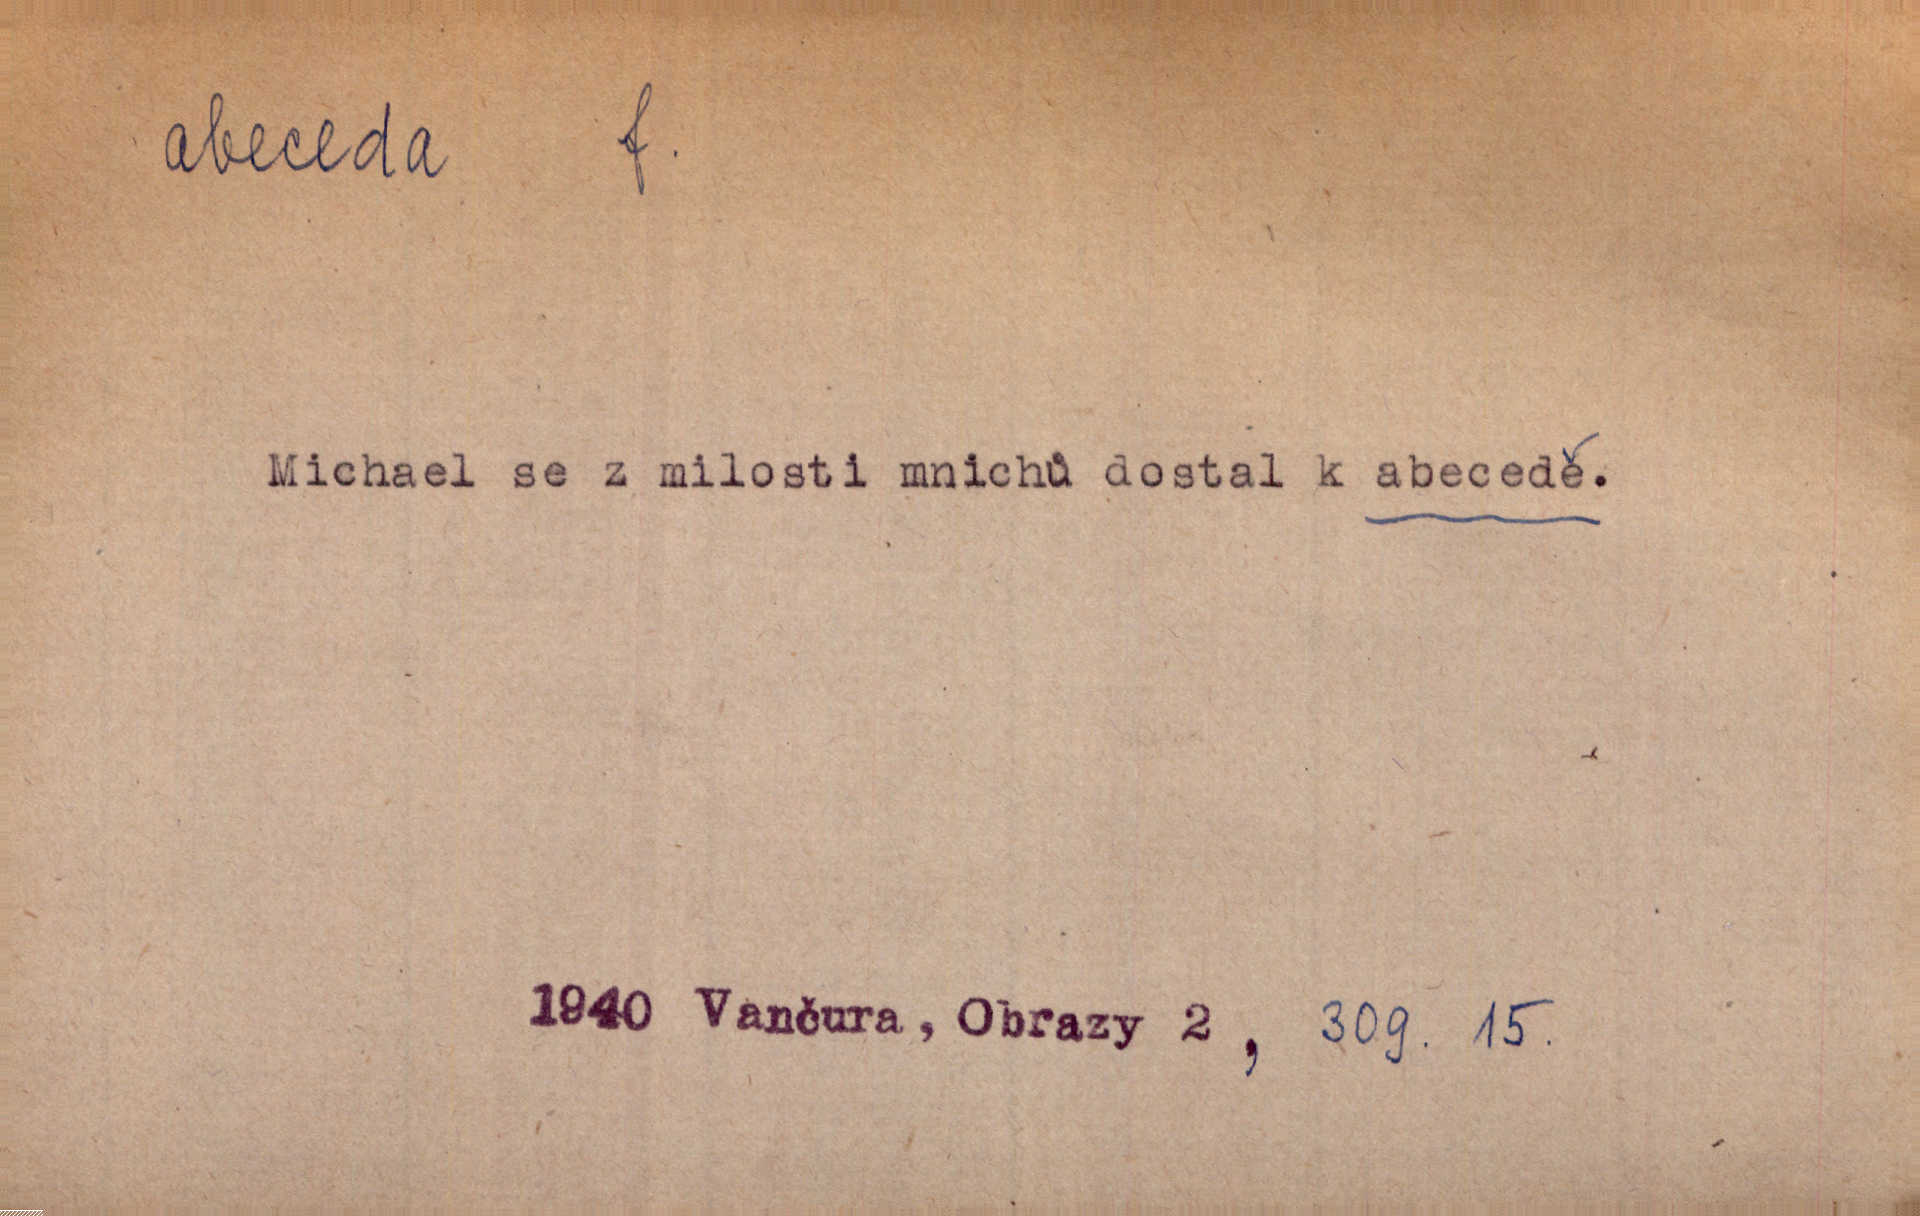 abeceda f.
Michael se z milosti mnichů dostal k abecedě.
1940 Vančura, Obrazy 2, 309. 15.